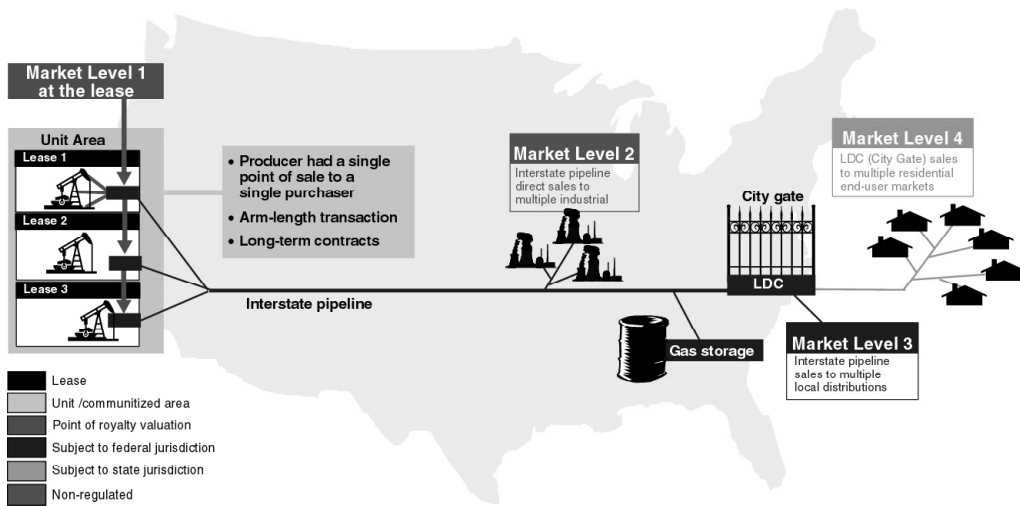 Market Level 1
at the lease
Unit Area
Lease 1
Lease 2
Lease 3
• Producer had a single
point of sale to a
single purchaser
• Arm-length transaction
• Long-term contracts
Interstate pipeline
Market Level 2
Interstate pipeline
direct sales to
multiple industrial
City gate
LDC
Gas storage
Market Level 3
Interstate pipeline
sales to multiple
local distributions
Market Level 4
LDC (City Gate) sales
to multiple residential
end-user markets
Lease
Unit /communitized area
Point of royalty valuation
Subject to federal jurisdiction
Subject to state jurisdiction
Non-regulated